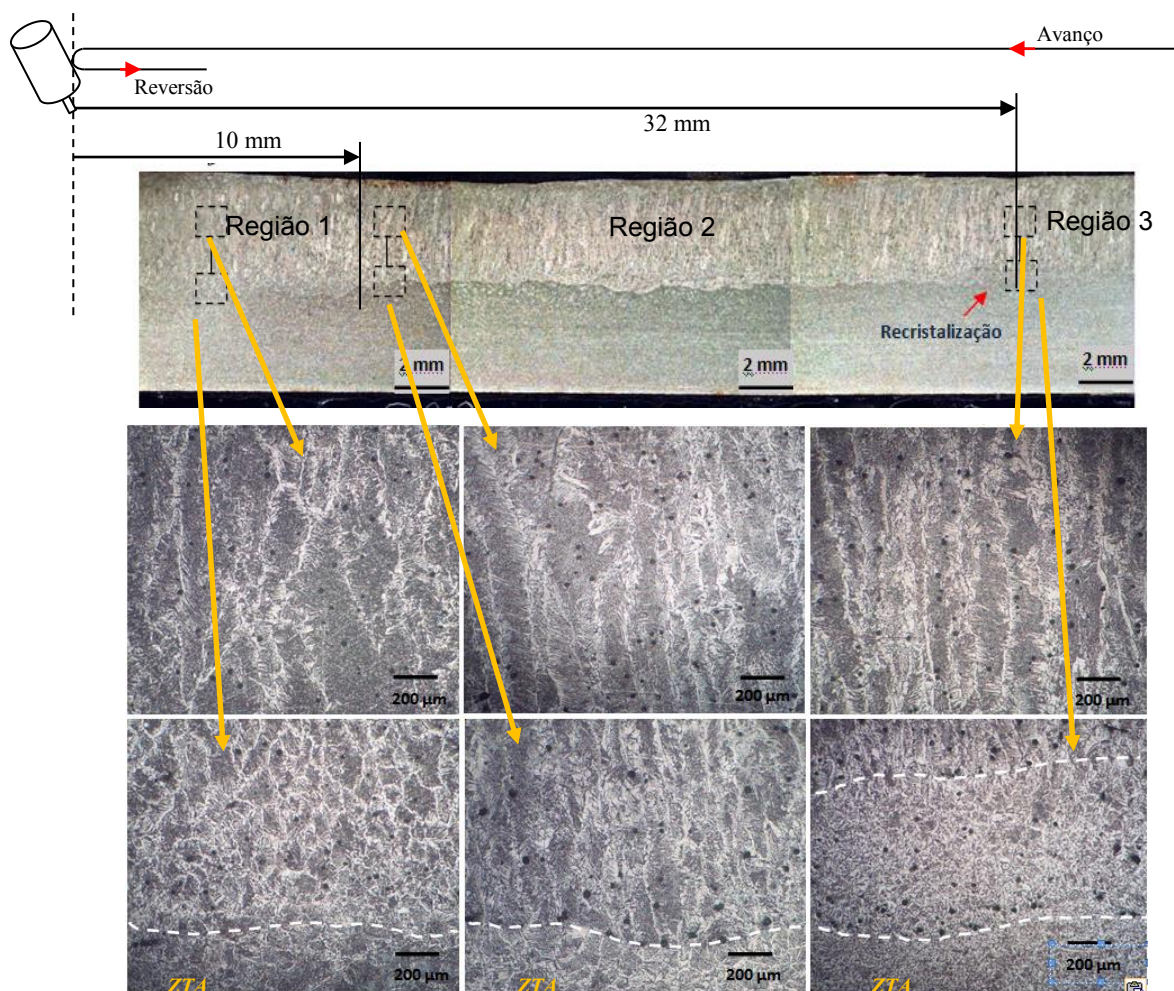 Avanço
Reversão
32 mm
10 mm
Região 1
Região 2
Região 3
Recristalização
2 mm
2 mm
2 mm
200 µm
200 µm
200 µm
200 µm
200 µm
200 µm
ZTA
ZTA
ZTA